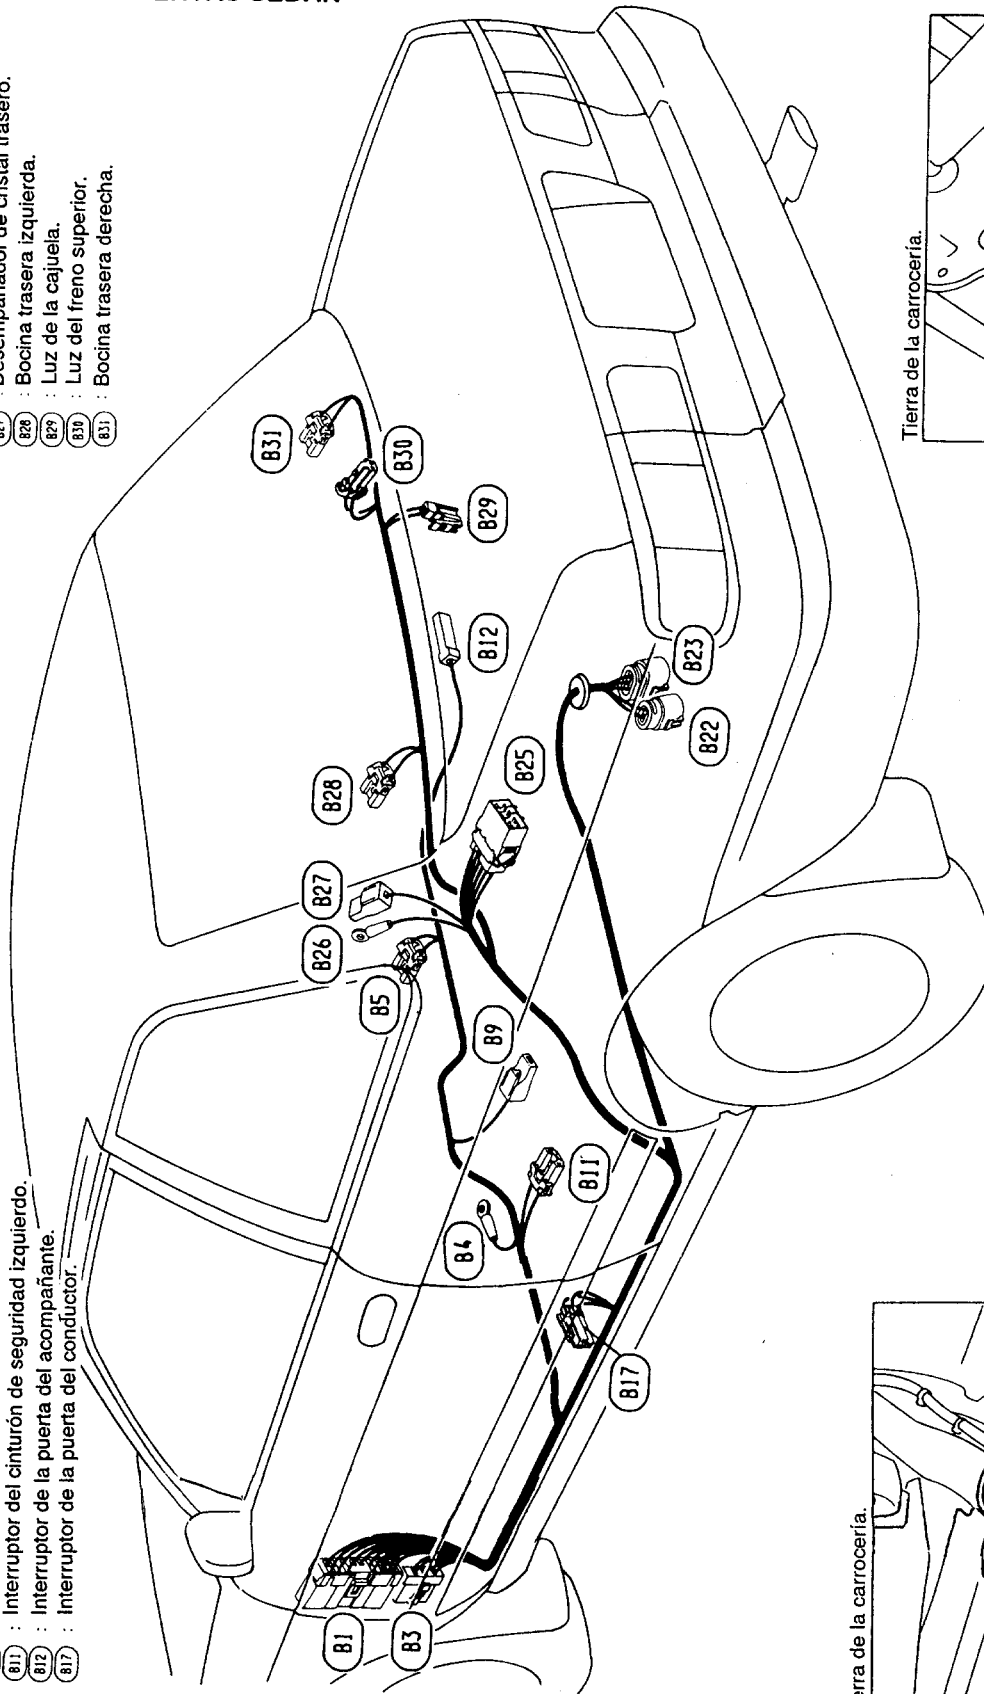 B27 : Desempañador de cristal trasero.
B28 : Bocina trasera izquierda.
B29 : Luz de la cajuela.
B30 : Luz del freno superior.
B31 : Bocina trasera derecha.
B11 : Interruptor del cinturón de seguridad izquierdo.
B12 : Interruptor de la puerta del acompañante.
B17 : Interruptor de la puerta del conductor.
B31
B30
B29
B12
B28
B25
B23
B22
B27
B26
B5
B9
B11
B4
B17
B1
B3
Tierra de la carrocería.
de la carrocería.